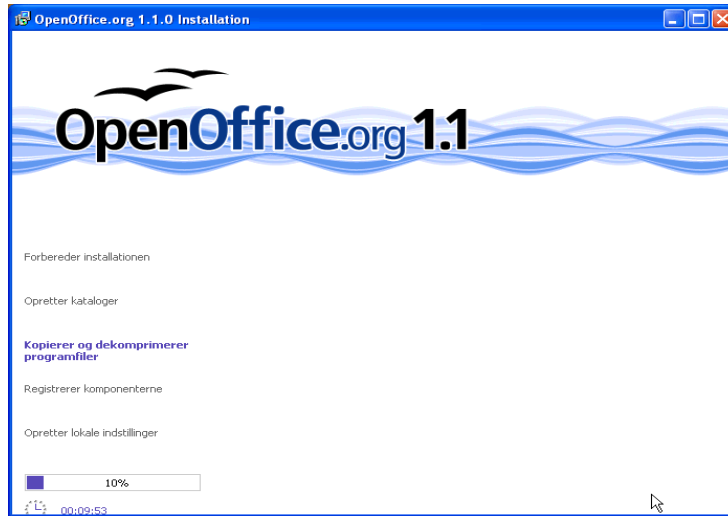 OpenOffice.org 1.1.0 Installation
OpenOffice.org 1.1
Forbereder installationen
Opretter kataloger
Kopierer og dekomprimerer
programfiler
Registrerer komponenterne
Opretter lokale indstillinger
10%
00:09:53